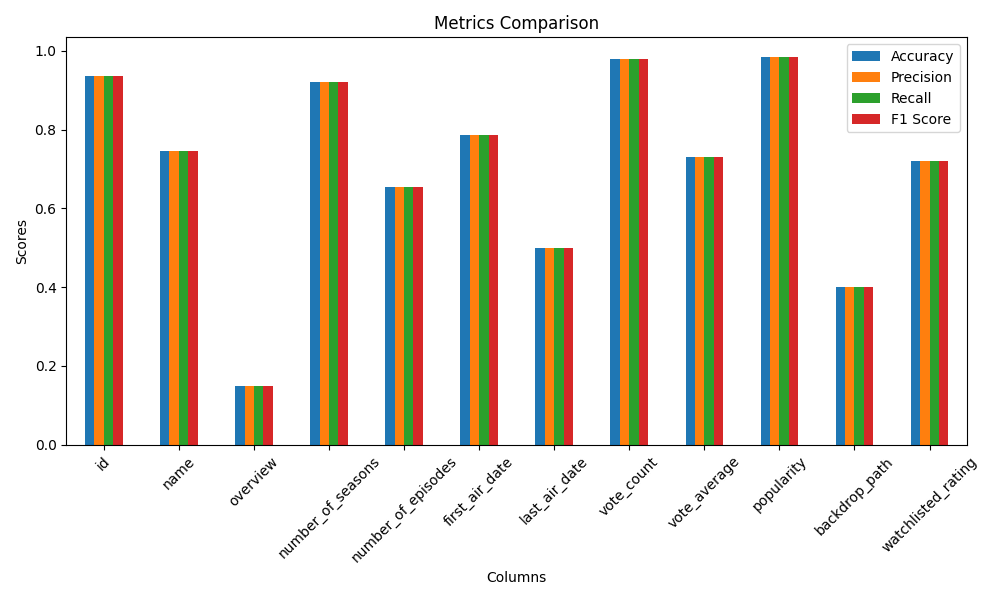 Metrics Comparison
Accuracy
Precision
Recall
F1 Score
Scores
1.0
0.8
0.6
0.4
0.2
0.0
id
name
overview
number_of_seasons
number_of_episodes
first_air_date
last_air_date
vote_count
vote_average
popularity
backdrop_path
watchlisted_rating
Columns